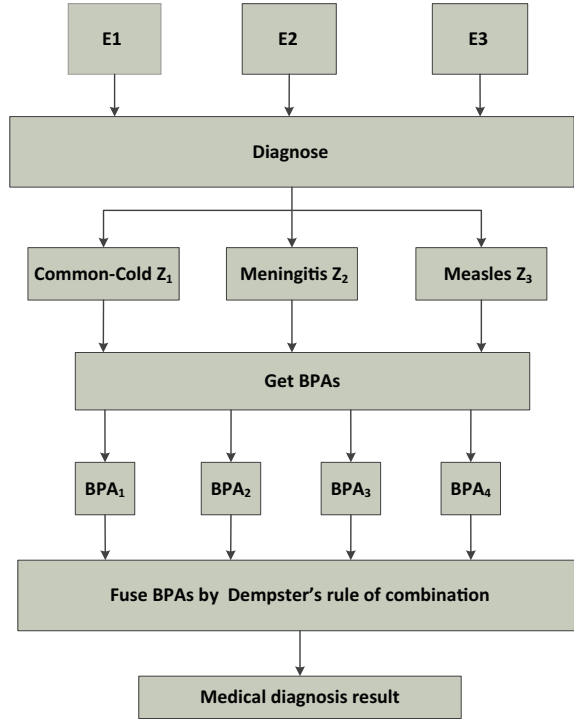 E1
E2
E3
Diagnose
Common-Cold Z₁
Meningitis Z₂
Measles Z₃
Get BPAs
BPA₁
BPA₂
BPA₃
BPA₄
Fuse BPAs by Dempster’s rule of combination
Medical diagnosis result